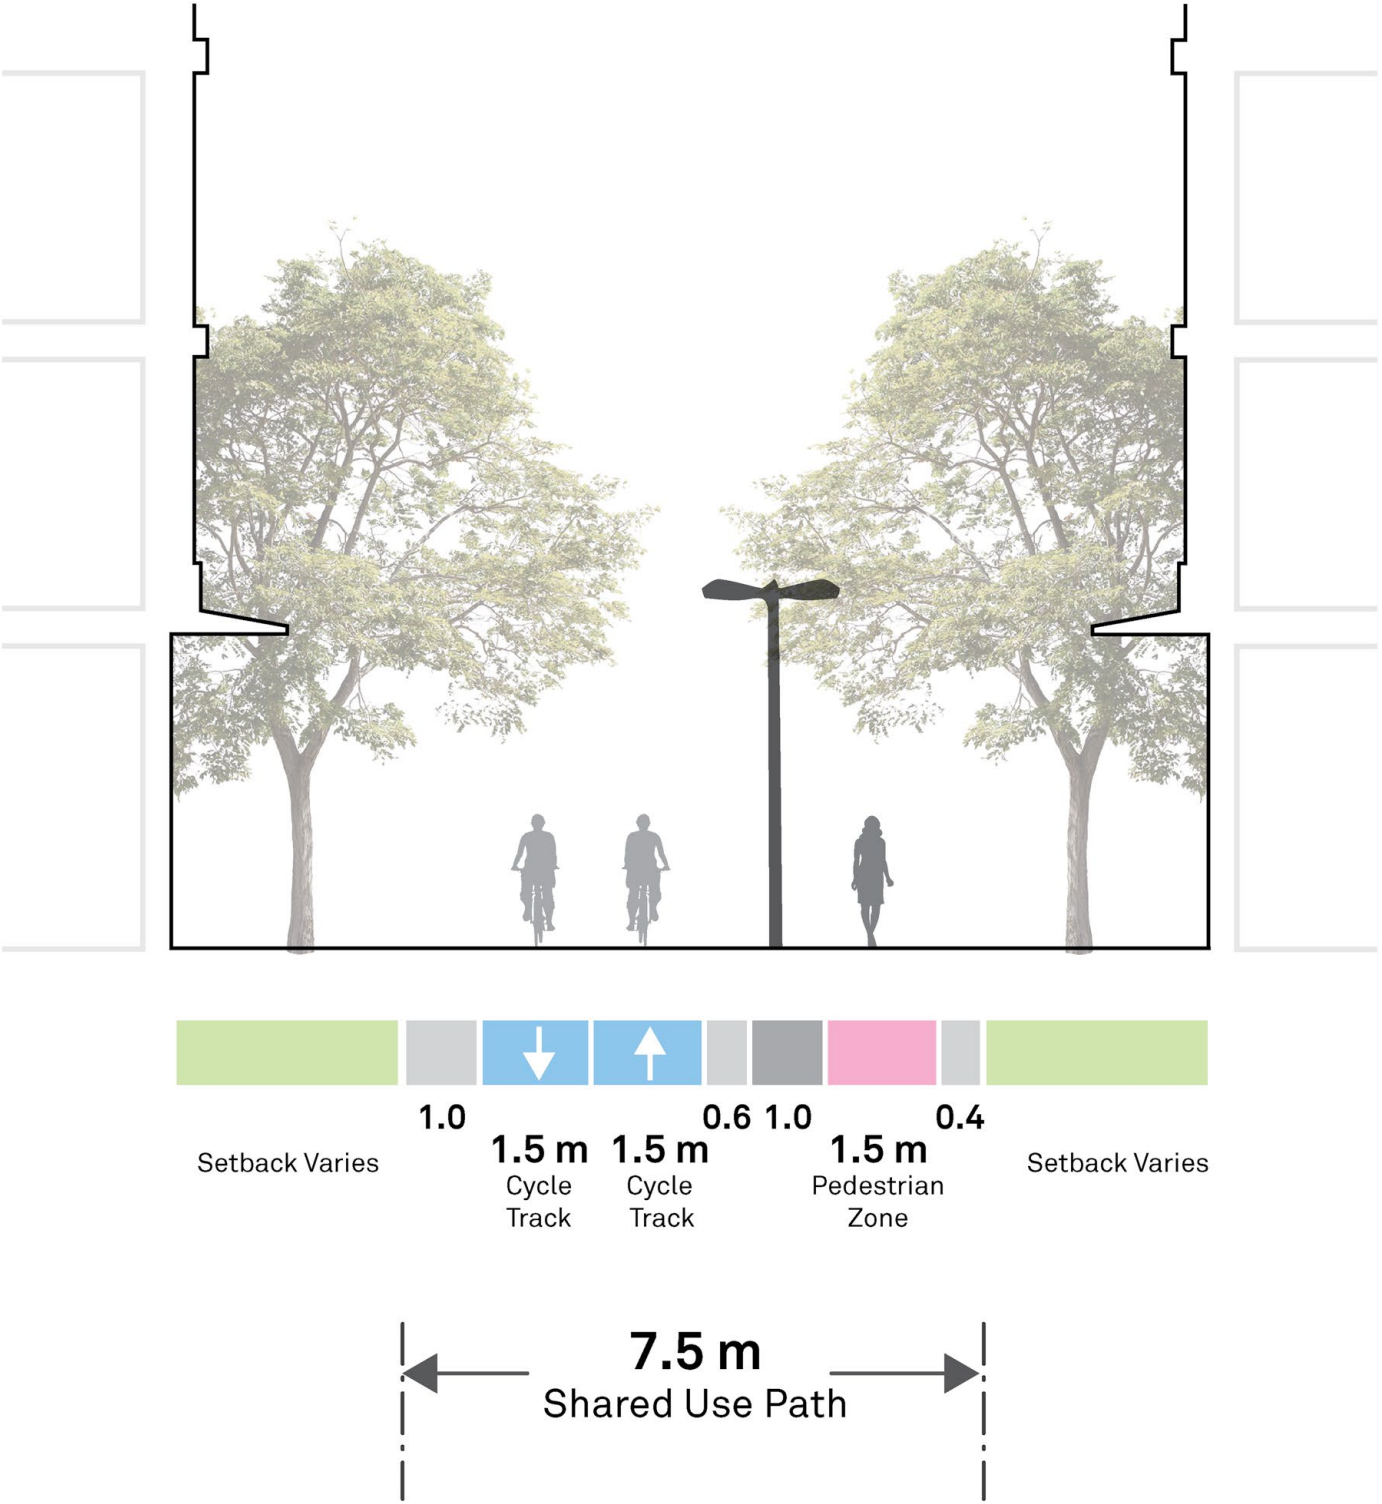 1.0
0.6 1.0
0.4
1.5 m
1.5 m
1.5 m
Setback Varies
Cycle
Track
Cycle
Track
Pedestrian
Zone
Setback Varies
7.5 m
Shared Use Path